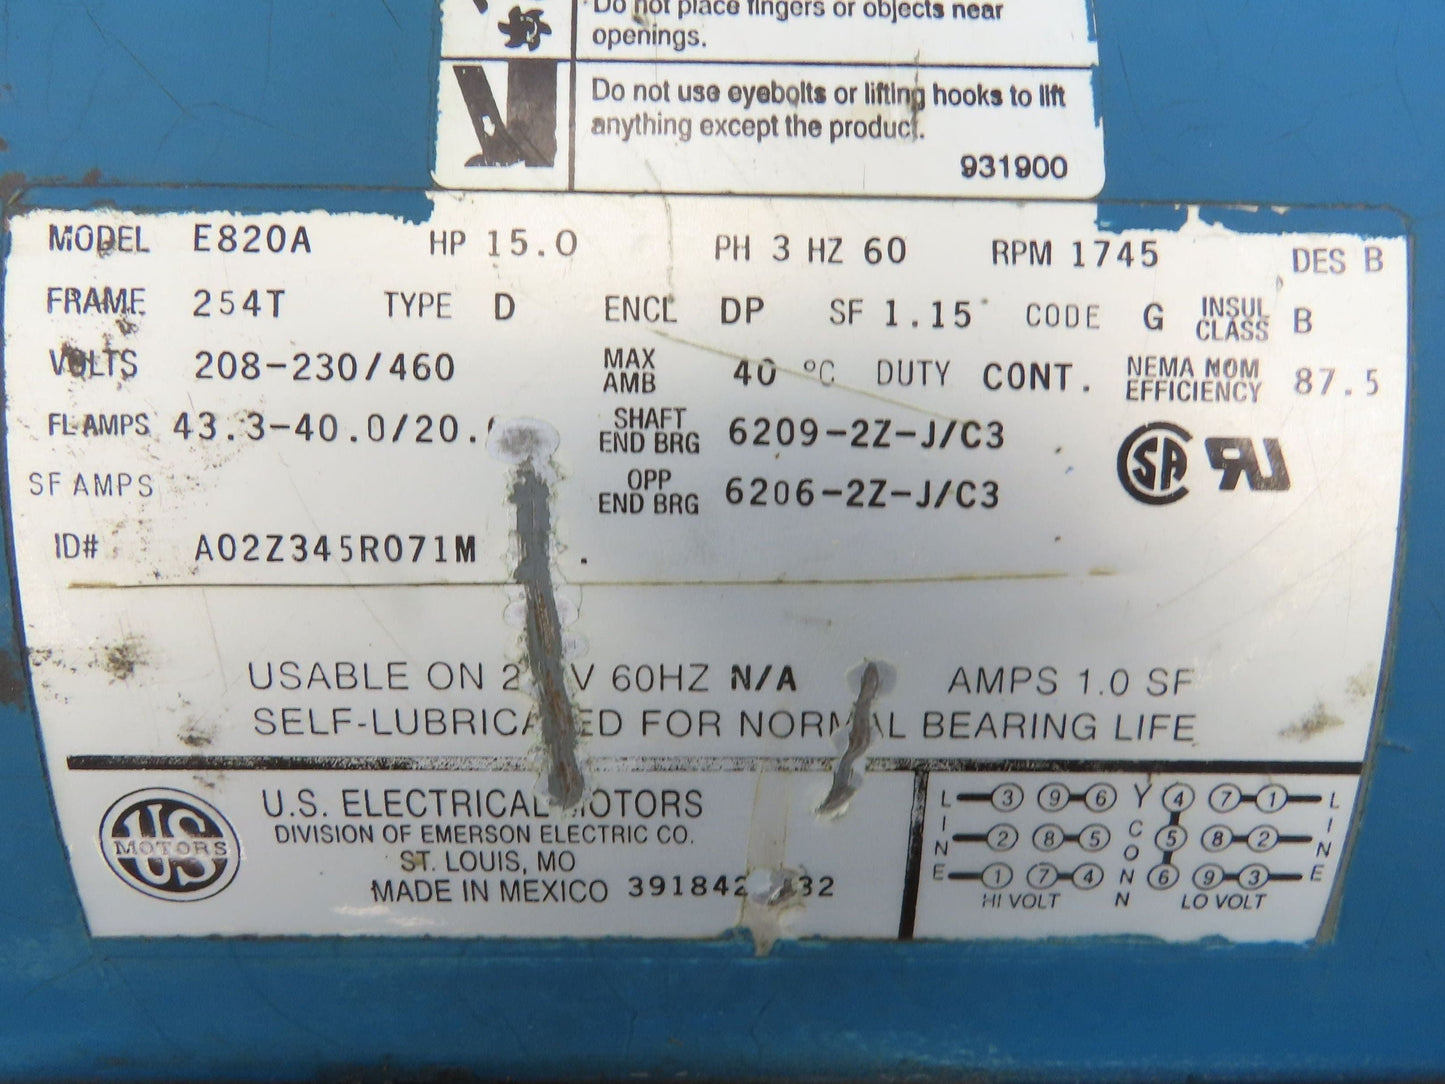 Do not place fingers or objects near
openings.
Do not use eyebolts or lifting hooks to lift
anything except the product.
931900
MODEL E820A HP 15.0 PH 3 HZ 60 RPM 1745 DES B
FRAME 254T TYPE D ENCL DP SF 1.15 CODE G INSUL CLASS B
VOLTS 208-230/460 MAX AMB 40 °C DUTY CONT. NEMA NOM EFFICIENCY 87.5
FL AMPS 43.3-40.0/20. SHAFT END BRG 6209-2Z-J/C3
SF AMPS OPP END BRG 6206-2Z-J/C3
SA
ID# A02Z345R071M .
USABLE ON V 60HZ N/A AMPS 1.0 SF
SELF-LUBRICATED FOR NORMAL BEARING LIFE
US
MOTORS
U.S. ELECTRICAL MOTORS
DIVISION OF EMERSON ELECTRIC CO.
ST. LOUIS, MO
MADE IN MEXICO
L 3 9 6 Y 4 7 1 L
I 2 8 5 C O 5 8 2 I
N N
E 1 7 4 N 6 9 3 E
HI VOLT N LO VOLT